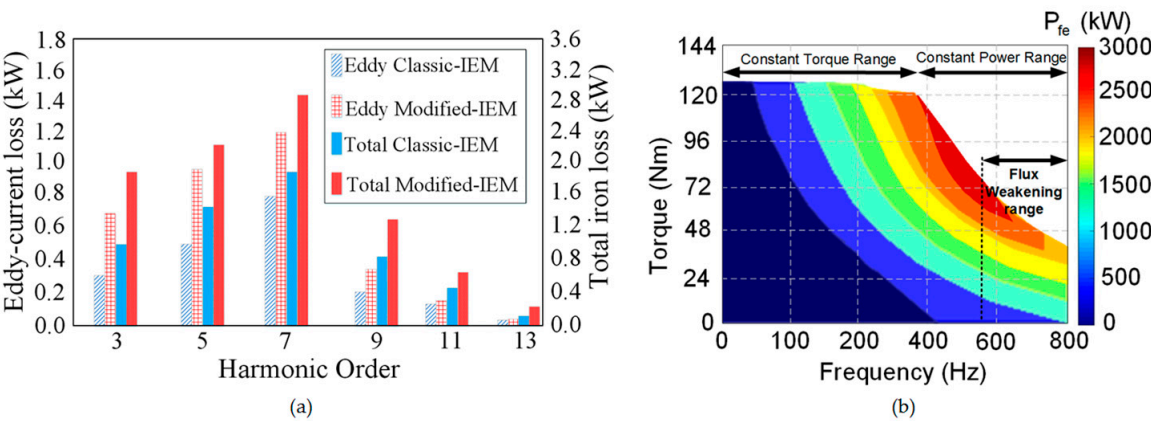 1.8
1.6
1.4
1.2
1.0
0.8
0.6
0.4
0.2
0.0
Eddy-current loss (kW)
3.6
3.2
2.8
2.4
2.0
1.6
1.2
0.8
0.4
0.0
Total iron loss (kW)
Eddy Classic-IEM
Eddy Modified-IEM
Total Classic-IEM
Total Modified-IEM
3 5 7 9 11 13
Harmonic Order
(a)
P_fe (kW)
144
120
96
72
48
24
0
Torque (Nm)
Constant Torque Range
Constant Power Range
Flux
Weakening
range
3000
2500
2000
1500
1000
500
0
0 100 200 300 400 500 600 700 800
Frequency (Hz)
(b)